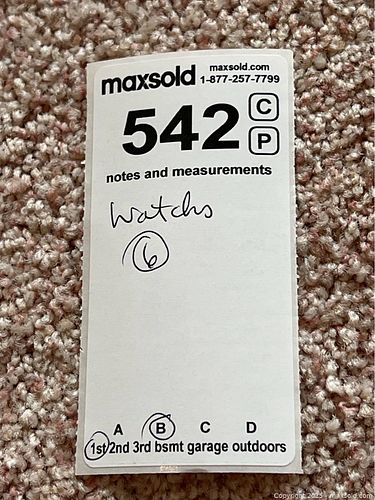 maxsold maxsold.com
1-877-257-7799
542 C
P
notes and measurements
Watchs
6
A B C D
1st 2nd 3rd bsmt garage outdoors
Copyright 2023 - maxsold.com